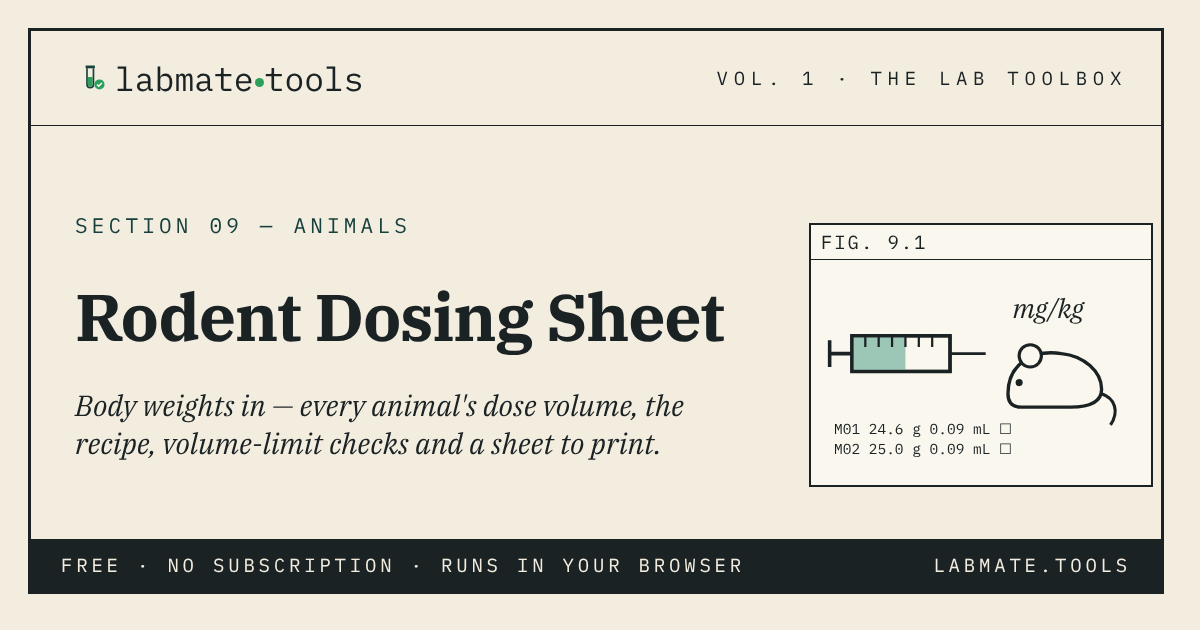 labmate•tools
VOL. 1 · THE LAB TOOLBOX
SECTION 09 — ANIMALS
Rodent Dosing Sheet
Body weights in — every animal's dose volume, the
recipe, volume-limit checks and a sheet to print.
FIG. 9.1
mg/kg
M01 24.6 g 0.09 mL ☐
M02 25.0 g 0.09 mL ☐
FREE · NO SUBSCRIPTION · RUNS IN YOUR BROWSER
LABMATE.TOOLS